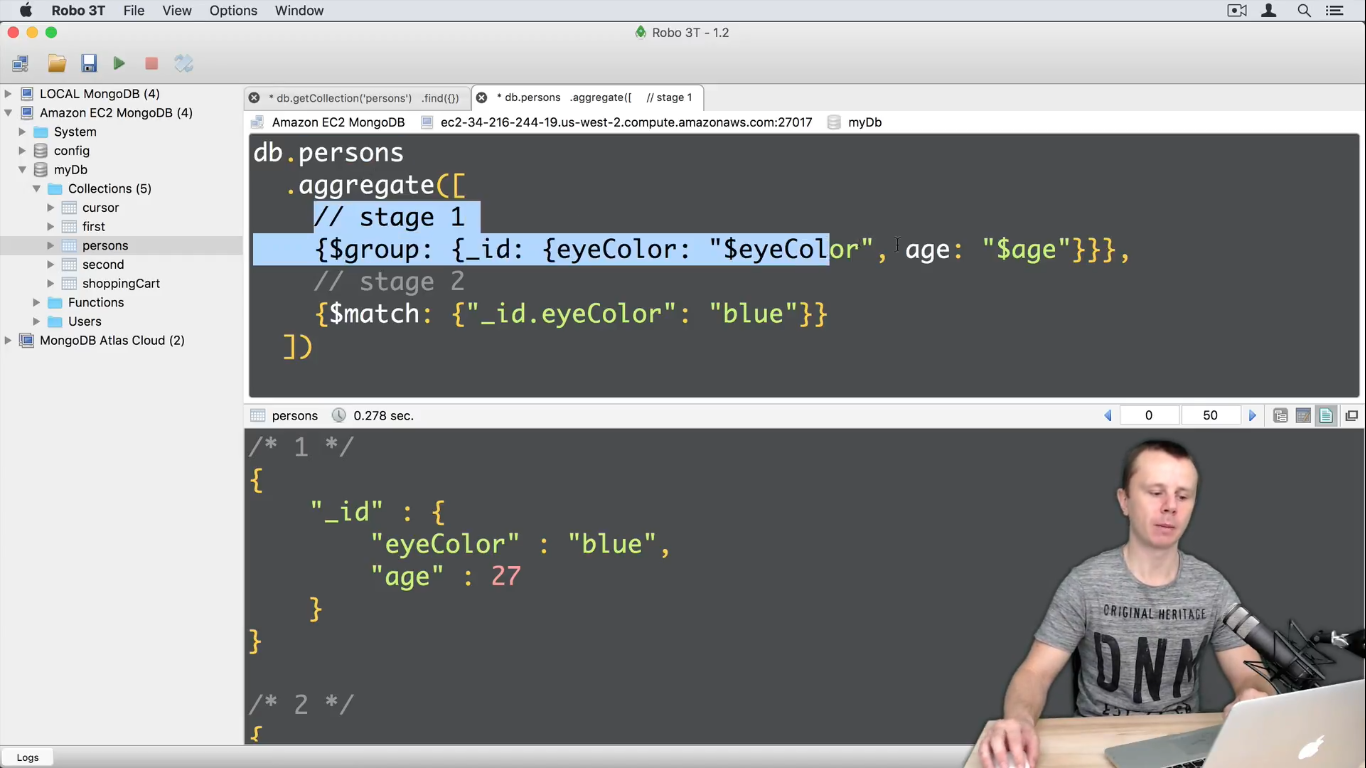 Robo 3T File View Options Window
Robo 3T - 1.2
LOCAL MongoDB (4)
Amazon EC2 MongoDB (4)
System
config
myDb
Collections (5)
cursor
first
persons
second
shoppingCart
Functions
Users
MongoDB Atlas Cloud (2)
* db.getCollection('persons') .find({})
* db.persons .aggregate([ // stage 1
Amazon EC2 MongoDB ec2-34-216-244-19.us-west-2.compute.amazonaws.com:27017 myDb
db.persons
.aggregate([
// stage 1
{$group: {_id: {eyeColor: "$eyeColor", age: "$age"}}},
// stage 2
{$match: {"_id.eyeColor": "blue"}}
])
persons 0.278 sec. 0 50
/* 1 */
{
"_id" : {
"eyeColor" : "blue",
"age" : 27
}
}
/* 2 */
{
ORIGINAL HERITAGE
DNM
Logs